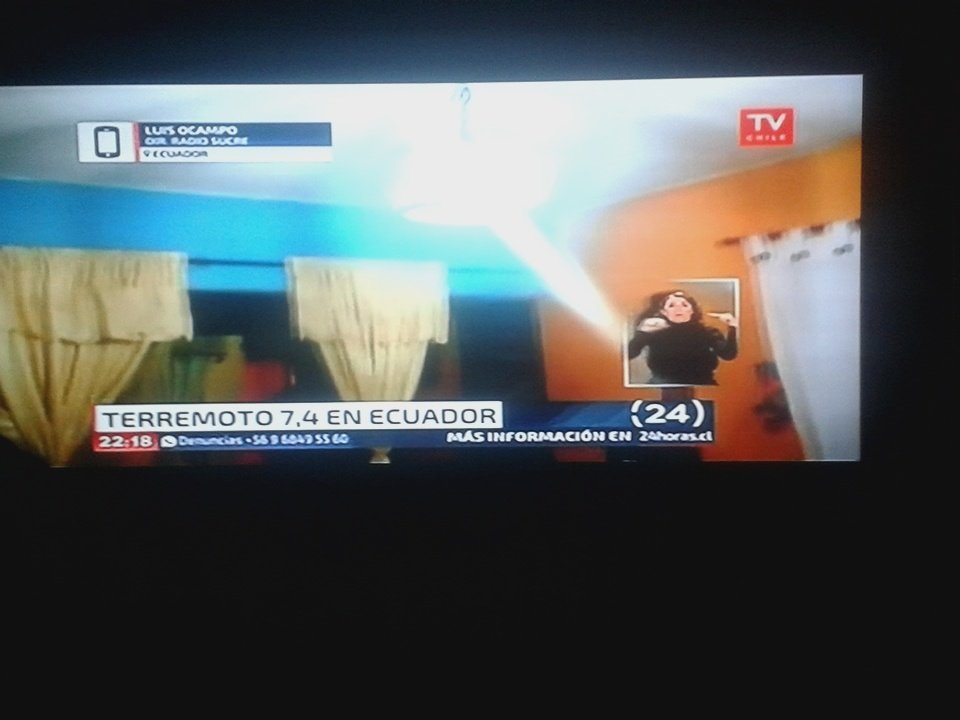 LUIS OCAMPO
DIR. RADIO SUCRE
ECUADOR
TV
CHILE
TERREMOTO 7,4 EN ECUADOR
(24)
22:18 Denuncias +56 9 6849 55 60
MÁS INFORMACIÓN EN 24horas.cl